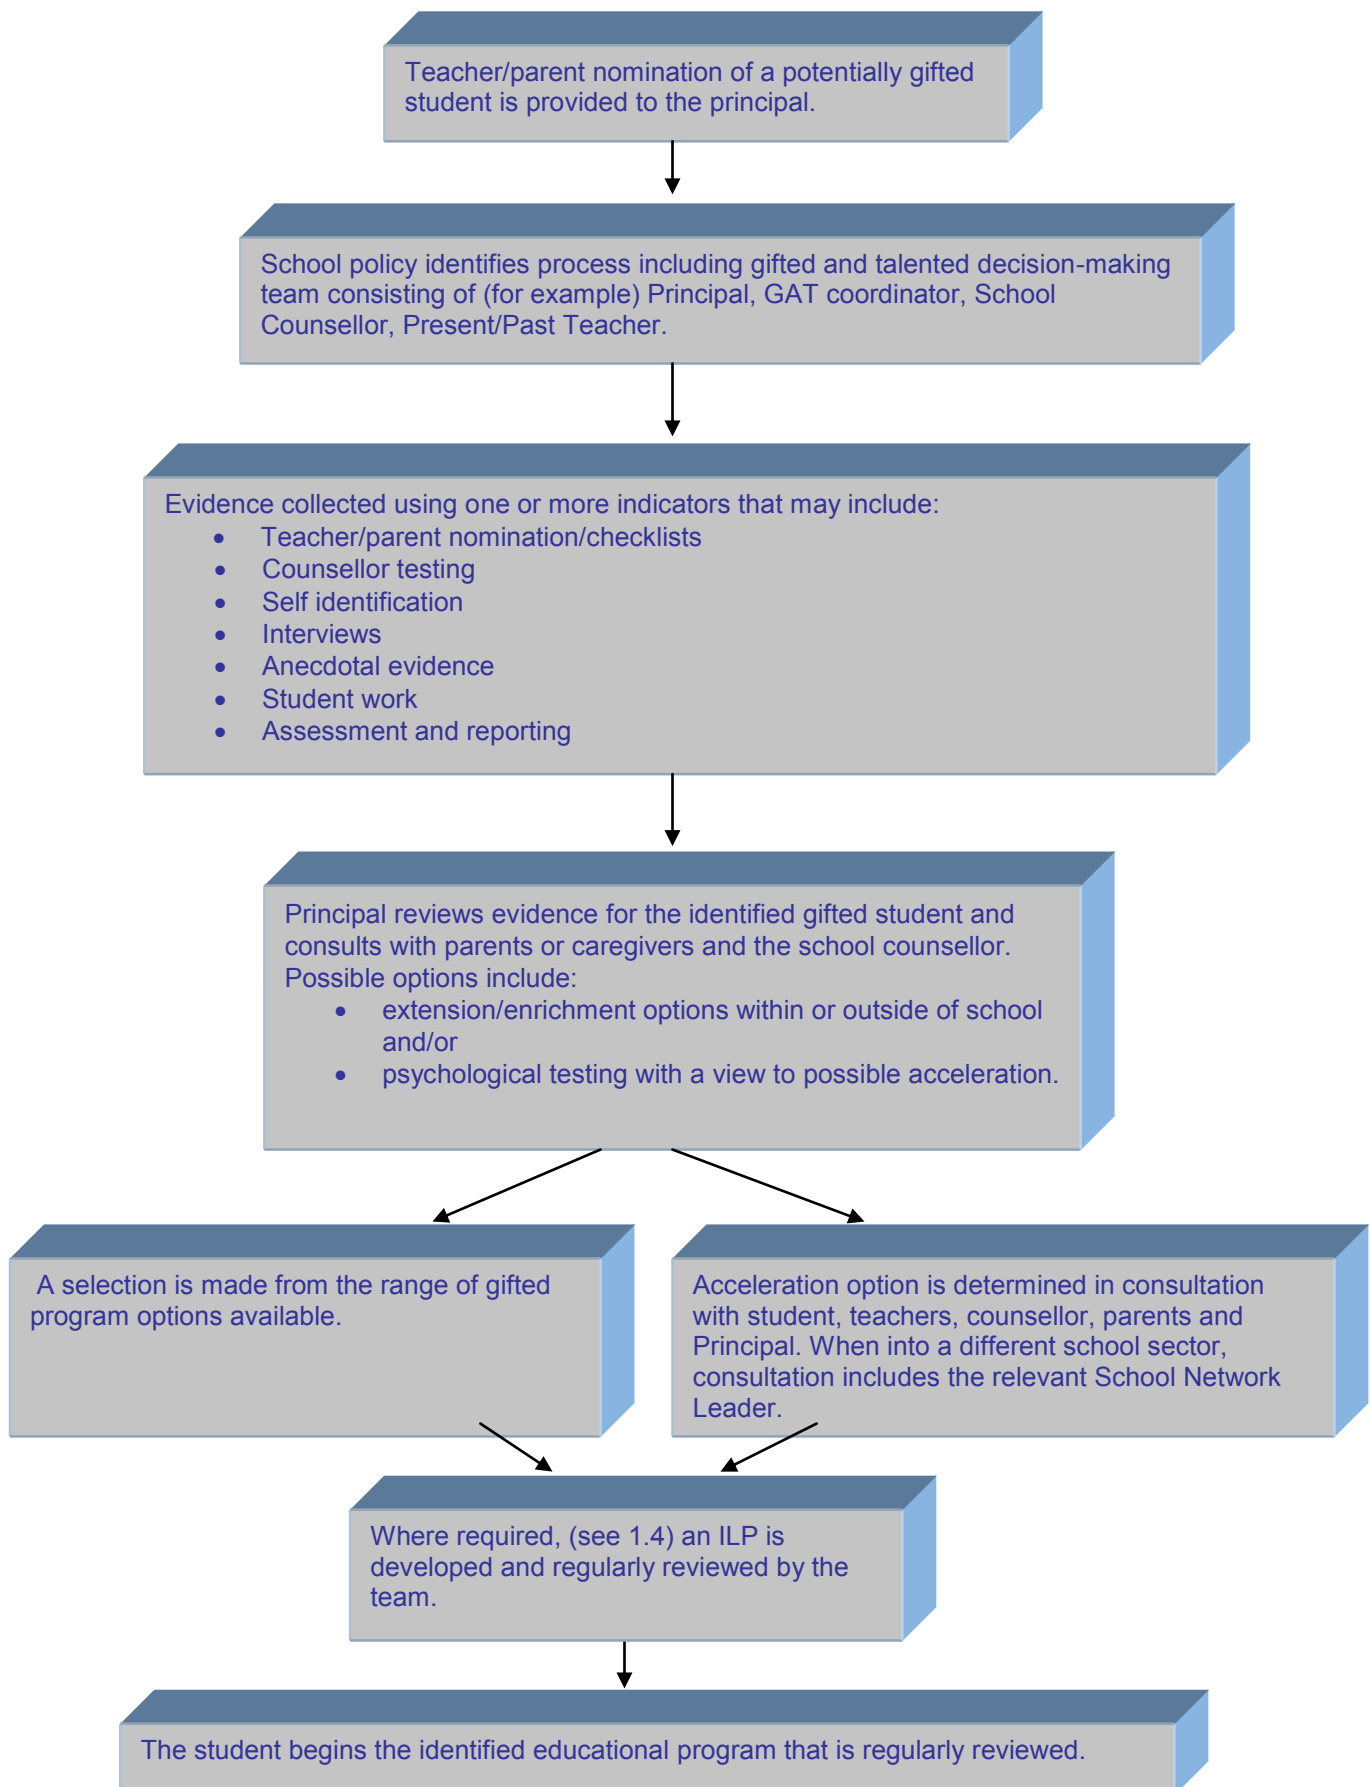 Teacher/parent nomination of a potentially gifted
student is provided to the principal.
School policy identifies process including gifted and talented decision-making
team consisting of (for example) Principal, GAT coordinator, School
Counsellor, Present/Past Teacher.
Evidence collected using one or more indicators that may include:
• Teacher/parent nomination/checklists
• Counsellor testing
• Self identification
• Interviews
• Anecdotal evidence
• Student work
• Assessment and reporting
Principal reviews evidence for the identified gifted student and
consults with parents or caregivers and the school counsellor.
Possible options include:
• extension/enrichment options within or outside of school
and/or
• psychological testing with a view to possible acceleration.
A selection is made from the range of gifted
program options available.
Acceleration option is determined in consultation
with student, teachers, counsellor, parents and
Principal. When into a different school sector,
consultation includes the relevant School Network
Leader.
Where required, (see 1.4) an ILP is
developed and regularly reviewed by the
team.
The student begins the identified educational program that is regularly reviewed.